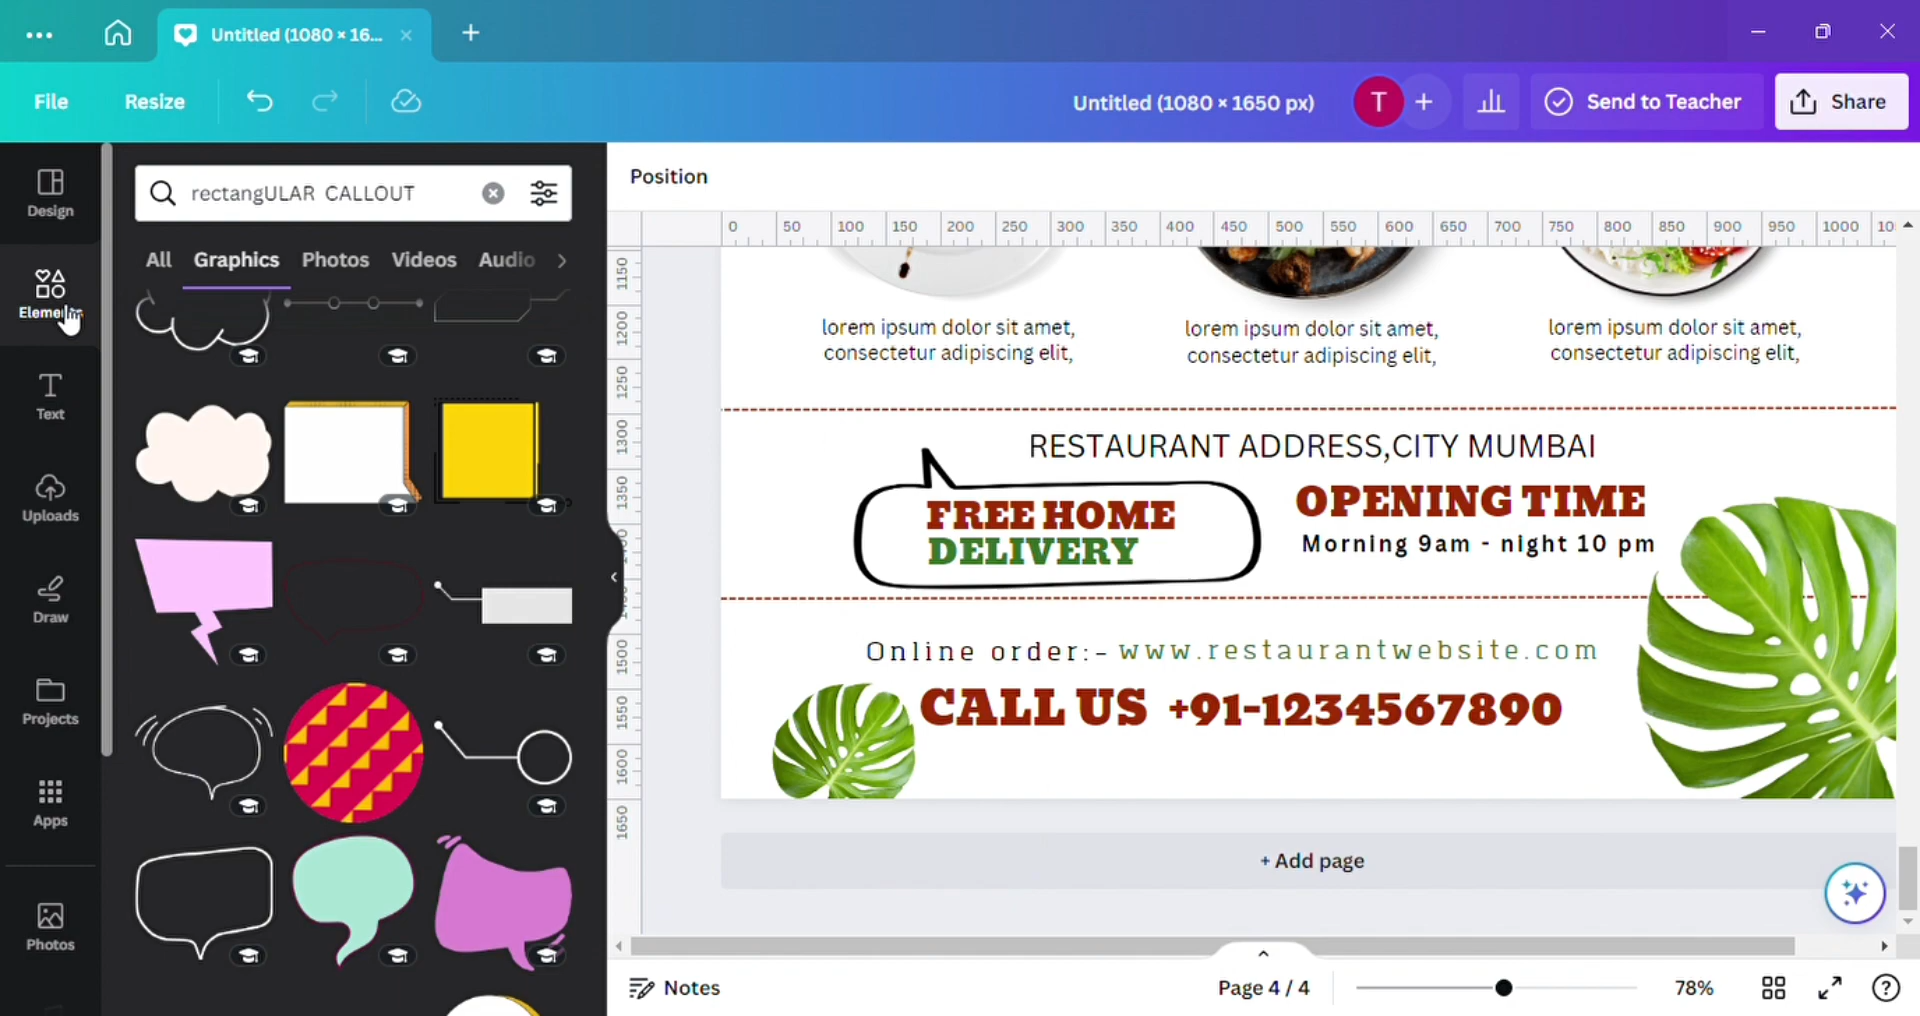 Untitled (1080 × 16...
File
Resize
Untitled (1080 × 1650 px)
T
Send to Teacher
Share
Design
Elements
Text
Uploads
Draw
Projects
Apps
Photos
rectangULAR CALLOUT
All
Graphics
Photos
Videos
Audio
Position
0 50 100 150 200 250 300 350 400 450 500 550 600 650 700 750 800 850 900 950 1000
1150
1200
1250
1300
1350
1500
1550
1600
1650
lorem ipsum dolor sit amet,
consectetur adipiscing elit,
lorem ipsum dolor sit amet,
consectetur adipiscing elit,
lorem ipsum dolor sit amet,
consectetur adipiscing elit,
RESTAURANT ADDRESS,CITY MUMBAI
FREE HOME
DELIVERY
OPENING TIME
Morning 9am - night 10 pm
Online order:- www.restaurantwebsite.com
CALL US +91-1234567890
+ Add page
Notes
Page 4 / 4
78%